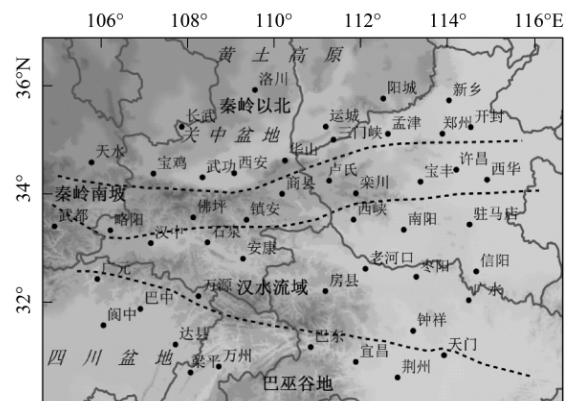 106° 108° 110° 112° 114° 116°E
黄土高原
36°N
洛川
阳城
新乡
长武
秦岭以北
运城
孟津
郑州
开封
关中盆地
三门峡
天水
宝鸡
武功
西安
华山
卢氏
栾川
宝丰
许昌
西华
34°
秦岭南坡
佛坪
镇安
商县
西峡
南阳
驻马店
武都
略阳
汉中
石泉
安康
老河口
枣阳
信阳
广元
万源
汉水流域
房县
广水
32°
巴中
阆中
钟祥
达县
巴东
天门
四川盆地
梁平
万州
宜昌
荆州
巴巫谷地